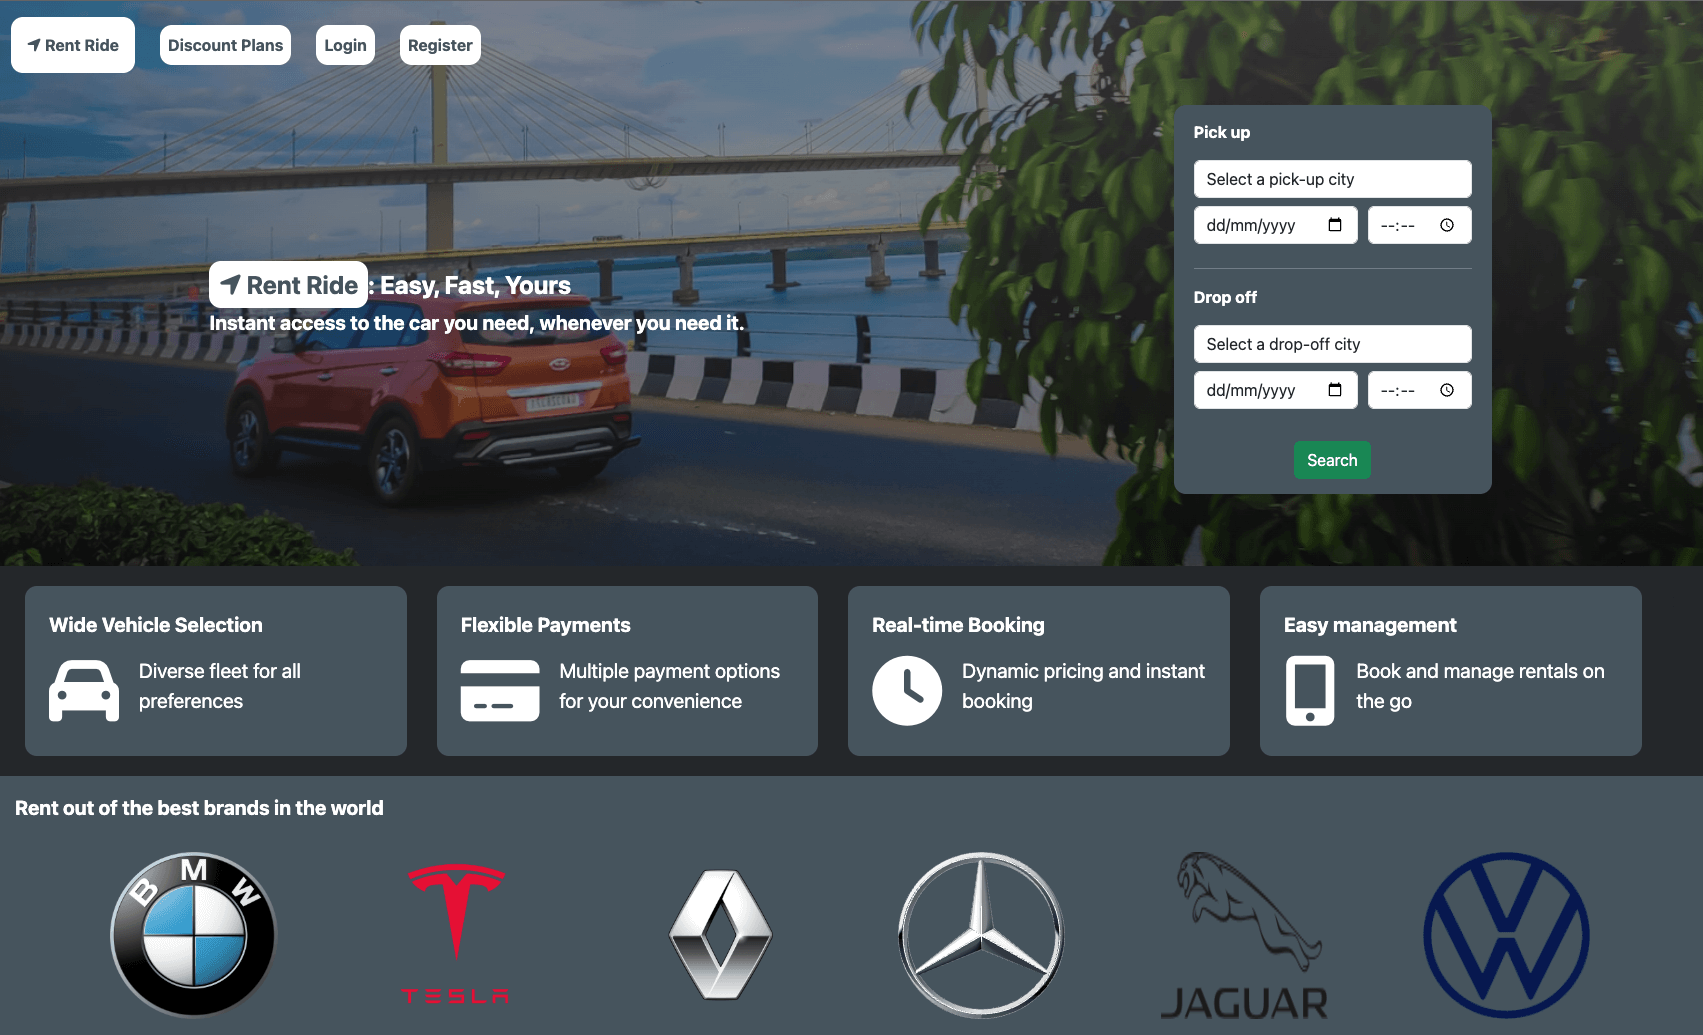 Rent Ride
Discount Plans
Login
Register
Pick up
Select a pick-up city
dd/mm/yyyy
--:--
Drop off
Select a drop-off city
dd/mm/yyyy
--:--
Search
Rent Ride : Easy, Fast, Yours
Instant access to the car you need, whenever you need it.
Wide Vehicle Selection
Diverse fleet for all
preferences
Flexible Payments
Multiple payment options
for your convenience
Real-time Booking
Dynamic pricing and instant
booking
Easy management
Book and manage rentals on
the go
Rent out of the best brands in the world
BMW
TESLA
JAGUAR